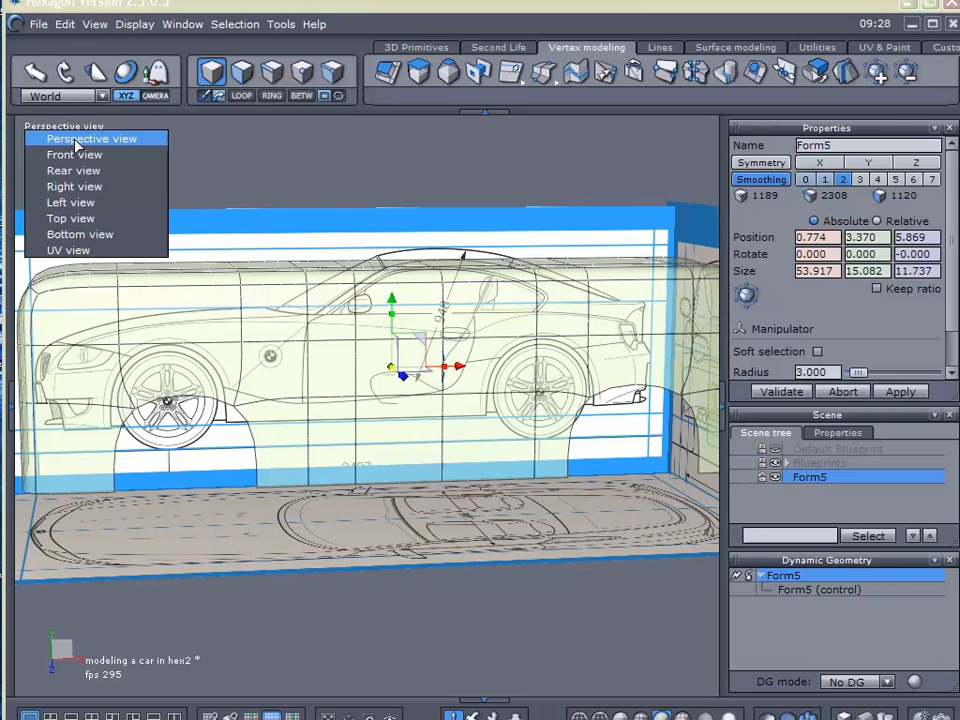 Hexagon Version 2.5.0.5
File Edit View Display Window Selection Tools Help 09:28
3D Primitives Second Life Vertex modeling Lines Surface modeling Utilities UV & Paint Custo
World XYZ CAMERA LOOP RING BETW
Perspective view
Perspective view
Front view
Rear view
Right view
Left view
Top view
Bottom view
UV view
Properties
Name Form5
Symmetry X Y Z
Smoothing 0 1 2 3 4 5 6 7
1189 2308 1120
Absolute Relative
Position 0.774 3.370 5.869
Rotate 0.000 0.000 -0.000
Size 53.917 15.082 11.737
Keep ratio
Manipulator
Soft selection
Radius 3.000
Validate Abort Apply
Scene
Scene tree Properties
Default Blueprint
Blueprints
Form5
Select
Dynamic Geometry
Form5
Form5 (control)
DG mode: No DG
940
Y
X
Z
modeling a car in hex2 *
fps 295